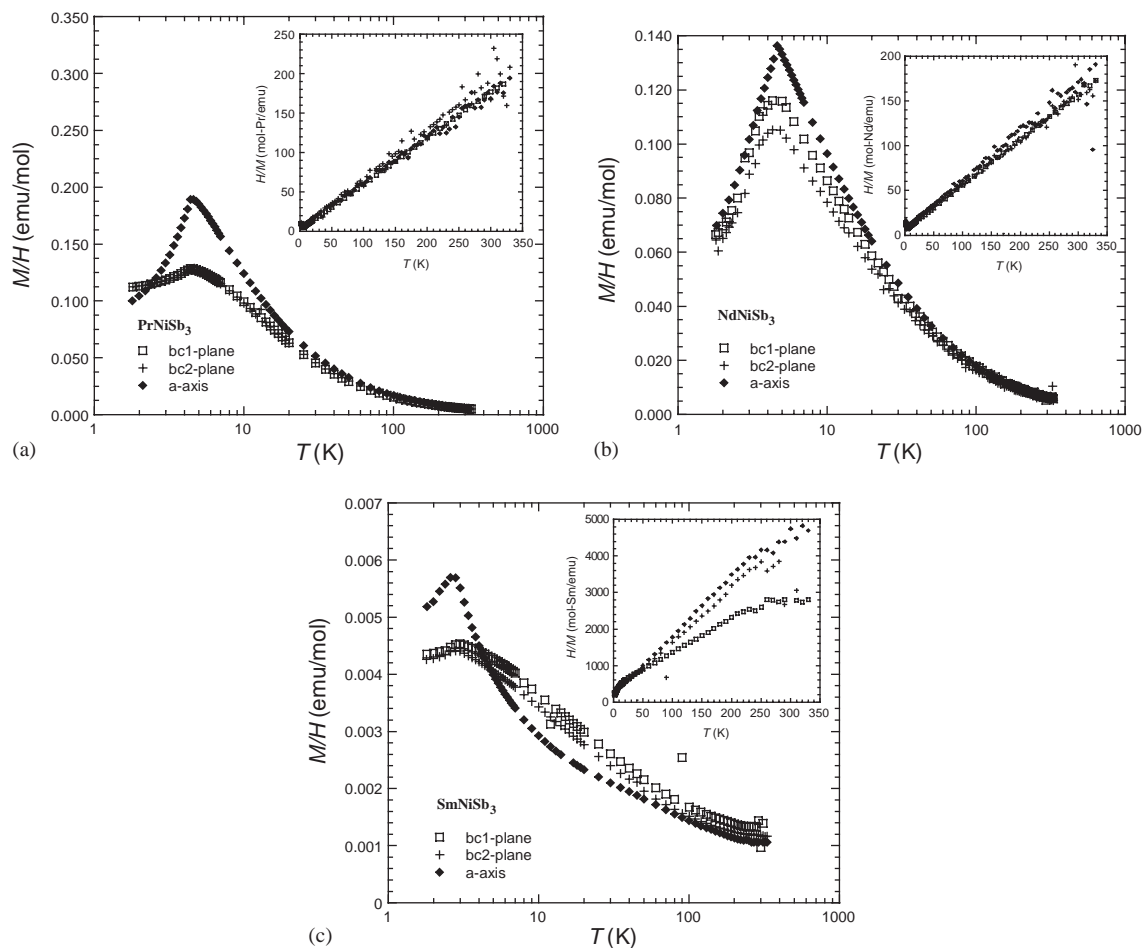 0.350
0.300
0.250
0.200
0.150
0.100
0.050
0.000
M/H (emu/mol)
1
10
100
1000
T (K)
PrNiSb3
bc1-plane
bc2-plane
a-axis
250
200
150
100
50
0
H/M (mol-Pr/emu)
0 50 100 150 200 250 300 350
T (K)
(a)
0.140
0.120
0.100
0.080
0.060
0.040
0.020
0.000
M/H (emu/mol)
1
10
100
1000
T (K)
NdNiSb3
bc1-plane
bc2-plane
a-axis
200
150
100
50
0
H/M (mol-Nd/emu)
0 50 100 150 200 250 300 350
T (K)
(b)
0.007
0.006
0.005
0.004
0.003
0.002
0.001
0
M/H (emu/mol)
1
10
100
1000
T (K)
SmNiSb3
bc1-plane
bc2-plane
a-axis
5000
4000
3000
2000
1000
0
H/M (mol-Sm/emu)
0 50 100 150 200 250 300 350
T (K)
(c)